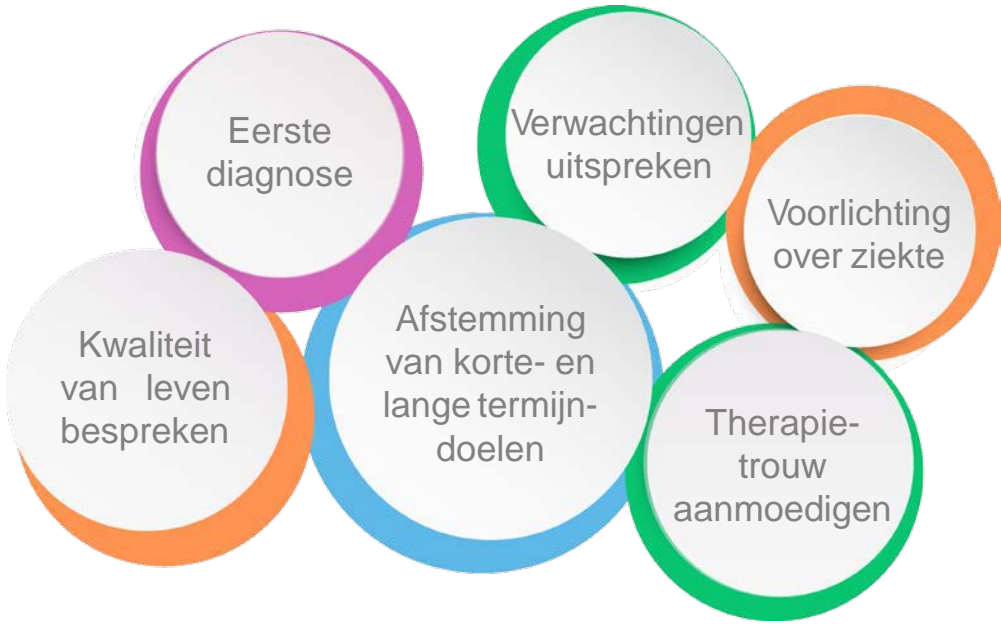 Eerste
diagnose
Verwachtingen
uitspreken
Voorlichting
over ziekte
Kwaliteit
van leven
bespreken
Afstemming
van korte- en
lange termijn-
doelen
Therapie-
trouw
aanmoedigen